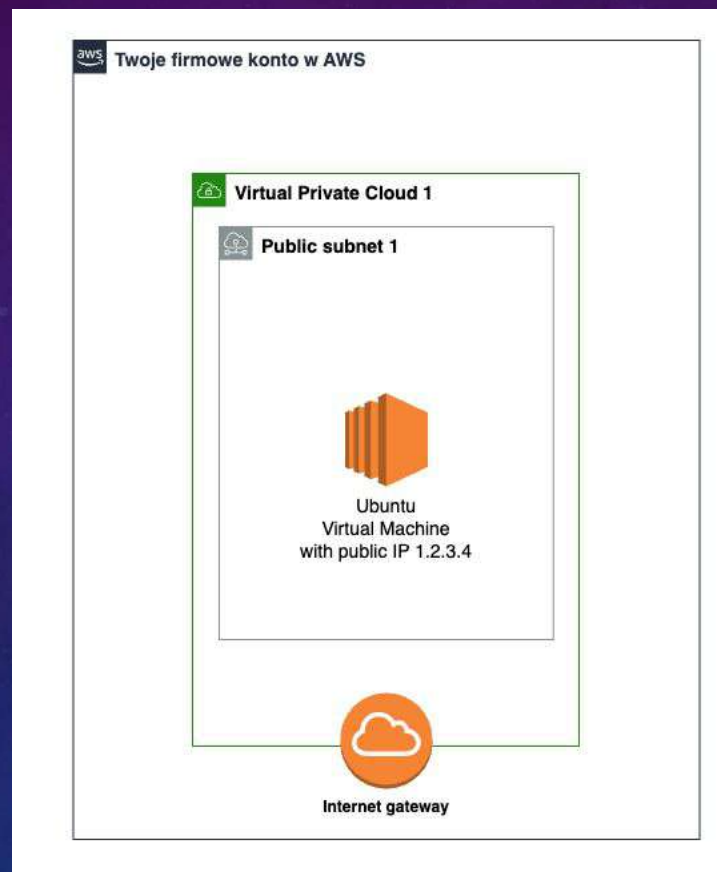 aws
Twoje firmowe konto w AWS
Virtual Private Cloud 1
Public subnet 1
Ubuntu
Virtual Machine
with public IP 1.2.3.4
Internet gateway